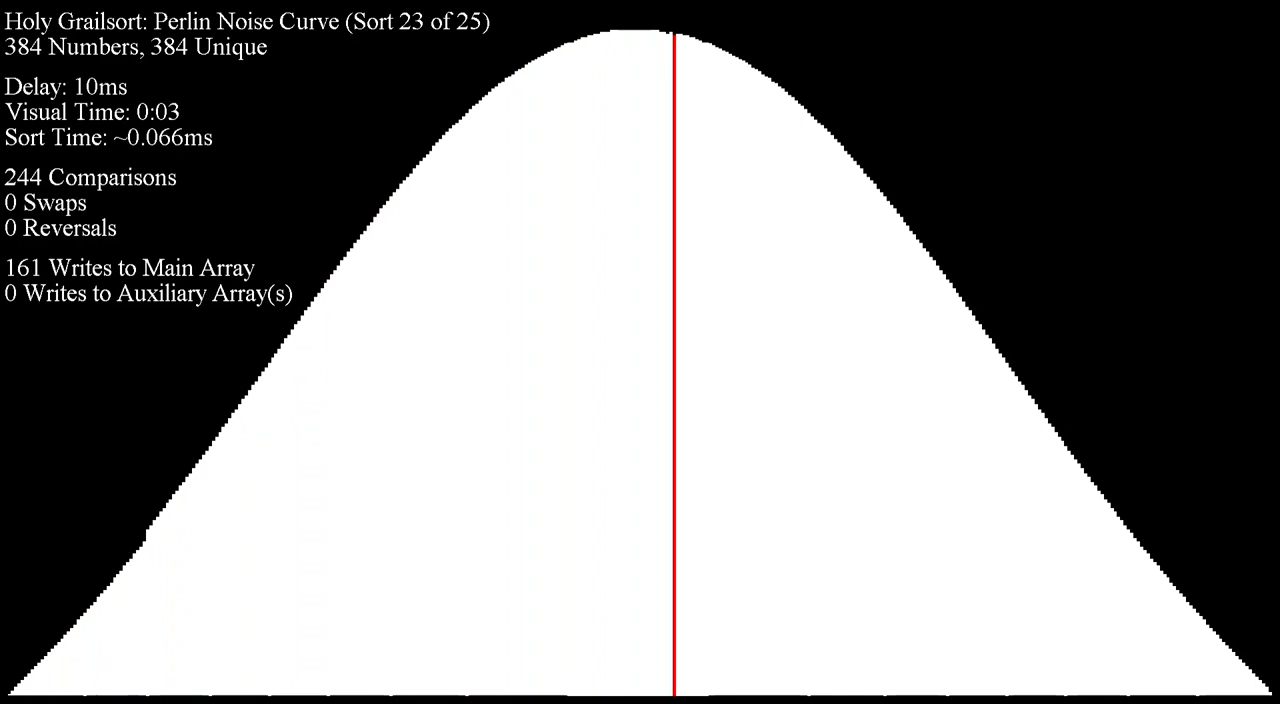 Holy Grailsort: Perlin Noise Curve (Sort 23 of 25)
384 Numbers, 384 Unique
Delay: 10ms
Visual Time: 0:03
Sort Time: ~0.066ms
244 Comparisons
0 Swaps
0 Reversals
161 Writes to Main Array
0 Writes to Auxiliary Array(s)